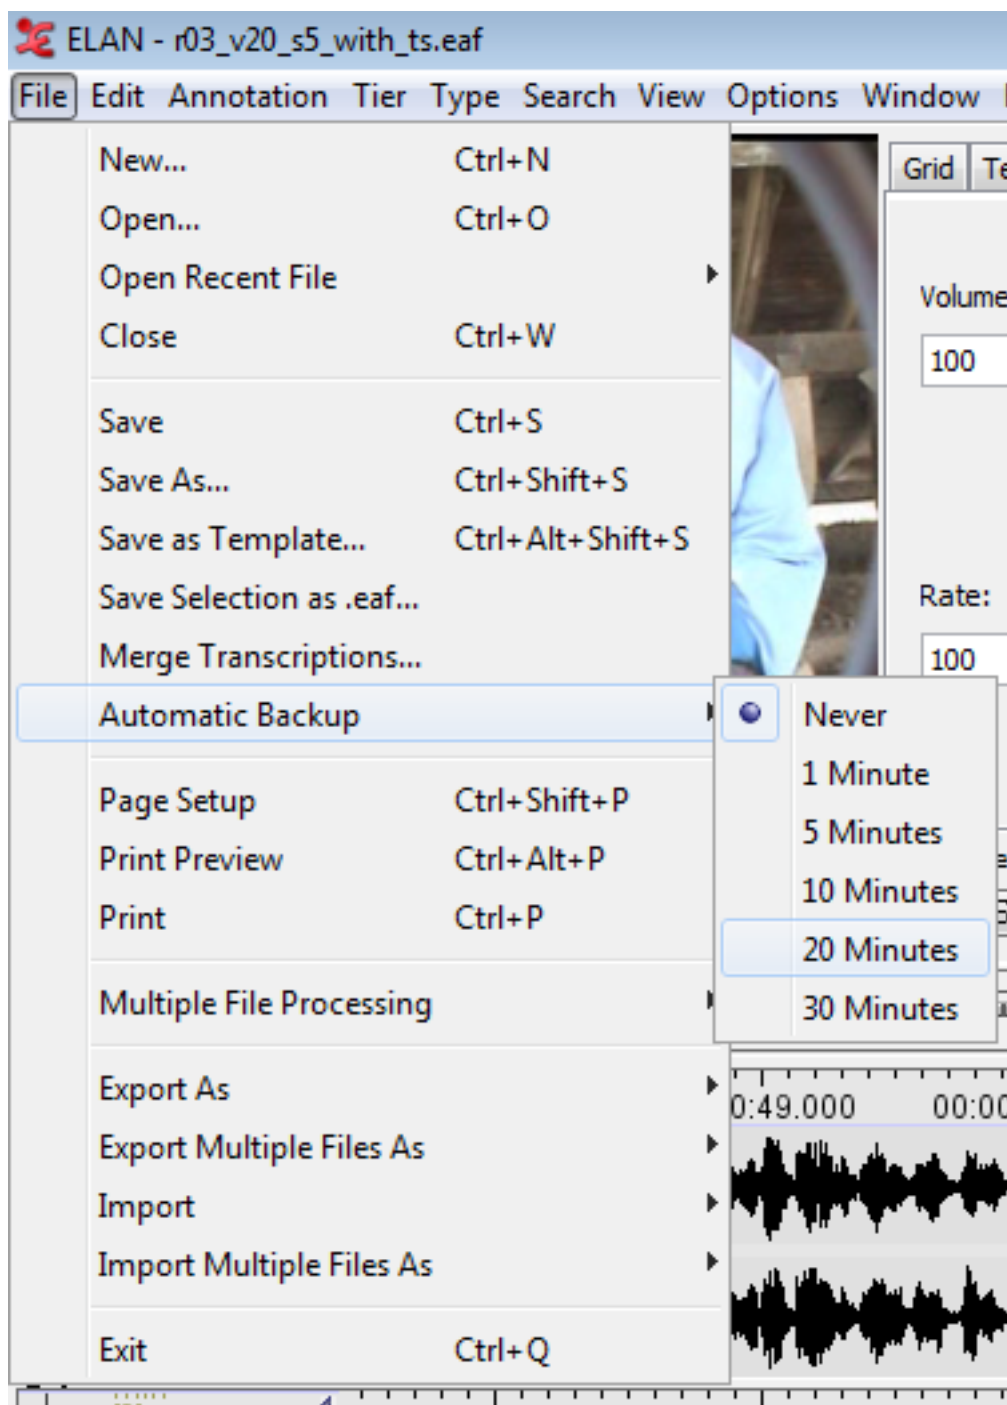 ELAN - r03_v20_s5_with_ts.eaf
File Edit Annotation Tier Type Search View Options Window
New... Ctrl+N
Open... Ctrl+O
Open Recent File
Close Ctrl+W
Save Ctrl+S
Save As... Ctrl+Shift+S
Save as Template... Ctrl+Alt+Shift+S
Save Selection as .eaf...
Merge Transcriptions...
Automatic Backup
Page Setup Ctrl+Shift+P
Print Preview Ctrl+Alt+P
Print Ctrl+P
Multiple File Processing
Export As
Export Multiple Files As
Import
Import Multiple Files As
Exit Ctrl+Q
Never
1 Minute
5 Minutes
10 Minutes
20 Minutes
30 Minutes
Grid
Volume
100
Rate:
100
0:49.000 00:00